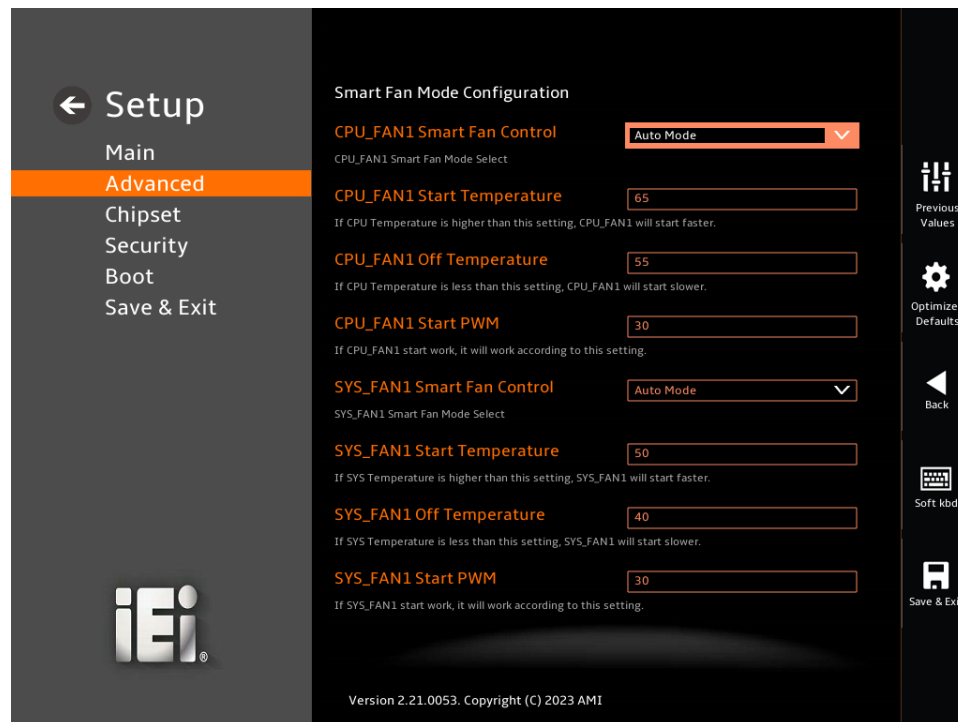 Setup
Main
Advanced
Chipset
Security
Boot
Save & Exit
iEi®
Smart Fan Mode Configuration
CPU_FAN1 Smart Fan Control
Auto Mode
CPU_FAN1 Smart Fan Mode Select
CPU_FAN1 Start Temperature
65
If CPU Temperature is higher than this setting, CPU_FAN1 will start faster.
CPU_FAN1 Off Temperature
55
If CPU Temperature is less than this setting, CPU_FAN1 will start slower.
CPU_FAN1 Start PWM
30
If CPU_FAN1 start work, it will work according to this setting.
SYS_FAN1 Smart Fan Control
Auto Mode
SYS_FAN1 Smart Fan Mode Select
SYS_FAN1 Start Temperature
50
If SYS Temperature is higher than this setting, SYS_FAN1 will start faster.
SYS_FAN1 Off Temperature
40
If SYS Temperature is less than this setting, SYS_FAN1 will start slower.
SYS_FAN1 Start PWM
30
If SYS_FAN1 start work, it will work according to this setting.
Version 2.21.0053. Copyright (C) 2023 AMI
Previous
Values
Optimize
Defaults
Back
Soft kbd
Save & Exi